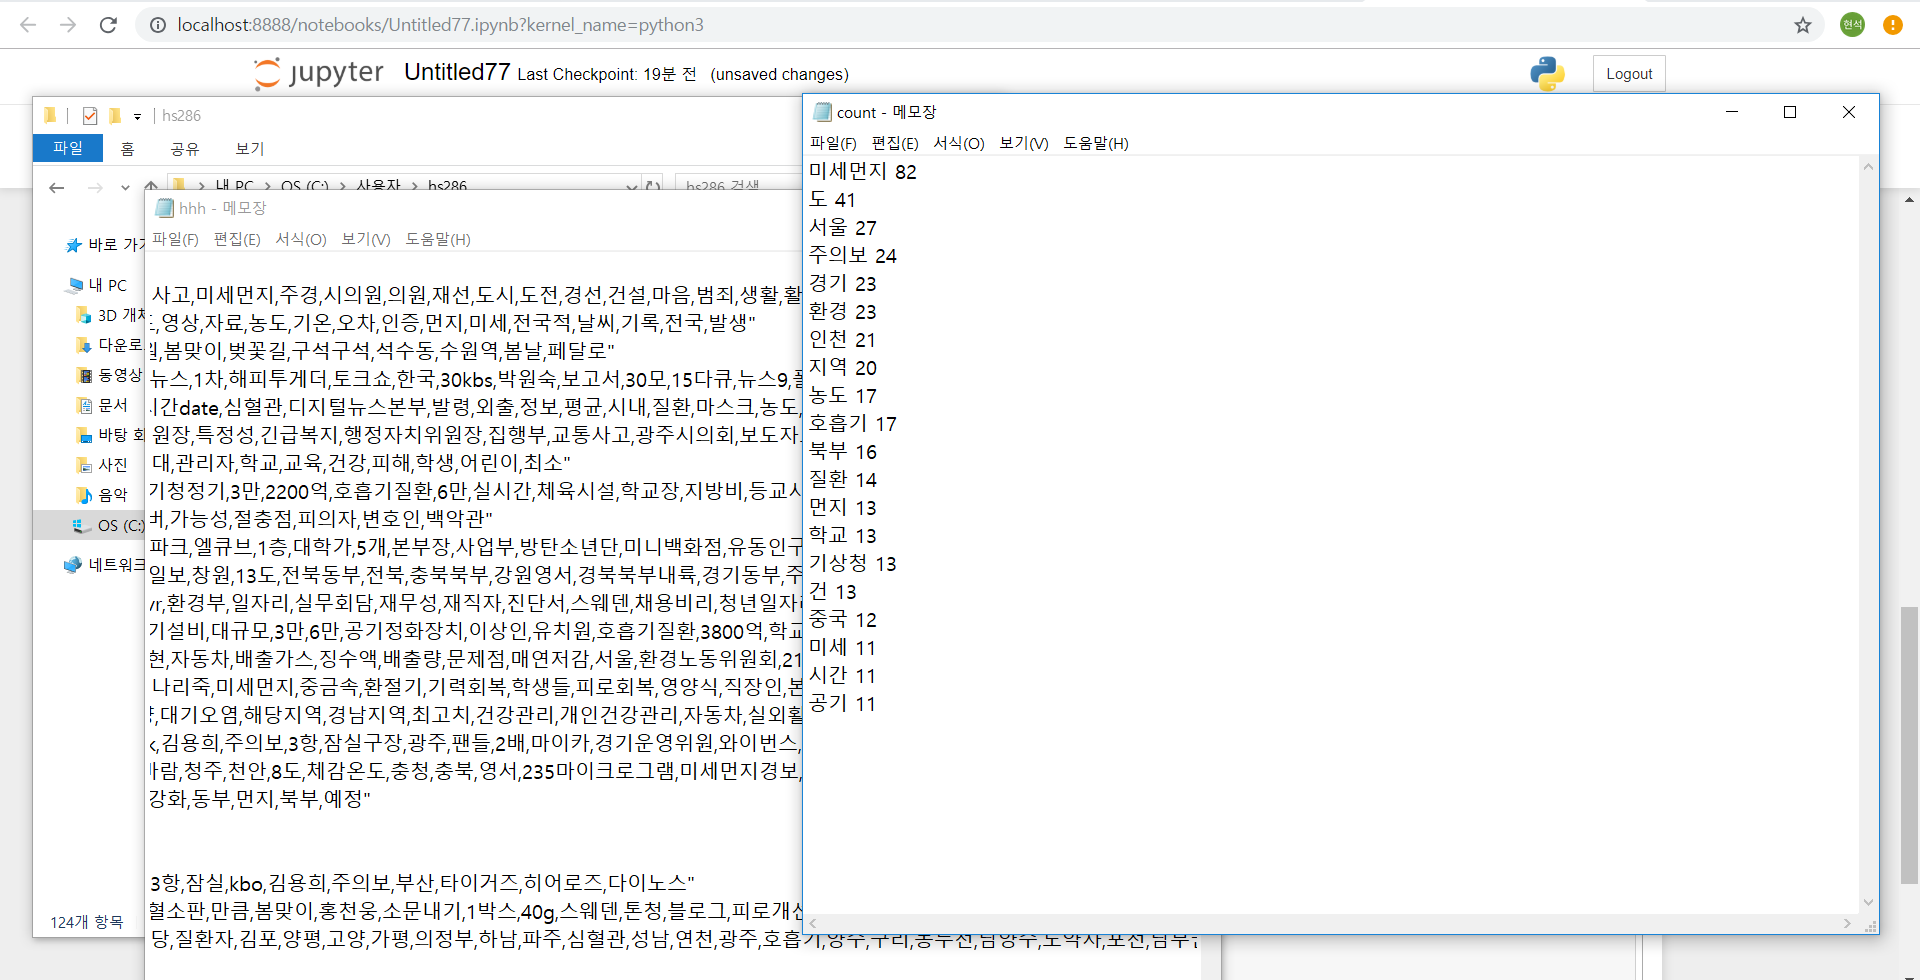 localhost:8888/notebooks/Untitled77.ipynb?kernel_name=python3
현석
jupyter Untitled77 Last Checkpoint: 19분 전 (unsaved changes)
Logout
hs286
파일 홈 공유 보기
내 PC > OS (C:) > 사용자 > hs286
hs286 검색
바로 가기
내 PC
3D 개체
다운로
동영상
문서
바탕 화
사진
음악
OS (C:)
네트워크
124개 항목
hhh - 메모장
파일(F) 편집(E) 서식(O) 보기(V) 도움말(H)
사고,미세먼지,주경,시의원,의원,재선,도시,도전,경선,건설,마음,범죄,생활,활
,영상,자료,농도,기온,오차,인증,먼지,미세,전국적,날씨,기록,전국,발생"
,봄맞이,벚꽃길,구석구석,석수동,수원역,봄날,페달로"
뉴스,1차,해피투게더,토크쇼,한국,30kbs,박원숙,보고서,30모,15다큐,뉴스9,
시간date,심혈관,디지털뉴스본부,발령,외출,정보,평균,시내,질환,마스크,농도,
원장,특정성,긴급복지,행정자치위원장,집행부,교통사고,광주시의회,보도자
대,관리자,학교,교육,건강,피해,학생,어린이,최소"
기청정기,3만,2200억,호흡기질환,6만,실시간,체육시설,학교장,지방비,등교시
버,가능성,절충점,피의자,변호인,백악관"
파크,엘큐브,1층,대학가,5개,본부장,사업부,방탄소년단,미니백화점,유동인구
일보,창원,13도,전북동부,전북,충북북부,강원영서,경북북부내륙,경기동부,주
,환경부,일자리,실무회담,재무성,재직자,진단서,스웨덴,채용비리,청년일자리
기설비,대규모,3만,6만,공기정화장치,이상인,유치원,호흡기질환,3800억,학교
현,자동차,배출가스,징수액,배출량,문제점,매연저감,서울,환경노동위원회,21
나리죽,미세먼지,중금속,환절기,기력회복,학생들,피로회복,영양식,직장인,본
,대기오염,해당지역,경남지역,최고치,건강관리,개인건강관리,자동차,실외활
,김용희,주의보,3항,잠실구장,광주,팬들,2배,마이카,경기운영위원,와이번스,
바람,청주,천안,8도,체감온도,충청,충북,영서,235마이크로그램,미세먼지경보,
강화,동부,먼지,북부,예정"
3항,잠실,kbo,김용희,주의보,부산,타이거즈,히어로즈,다이노스"
혈소판,만큼,봄맞이,홍천웅,소문내기,1박스,40g,스웨덴,톤청,블로그,피로개선
당,질환자,김포,양평,고양,가평,의정부,하남,파주,심혈관,성남,연천,광주,호흡기,양주,구리,동두천,남양주,노약자,포천,남부
count - 메모장
파일(F) 편집(E) 서식(O) 보기(V) 도움말(H)
미세먼지 82
도 41
서울 27
주의보 24
경기 23
환경 23
인천 21
지역 20
농도 17
호흡기 17
북부 16
질환 14
먼지 13
학교 13
기상청 13
건 13
중국 12
미세 11
시간 11
공기 11